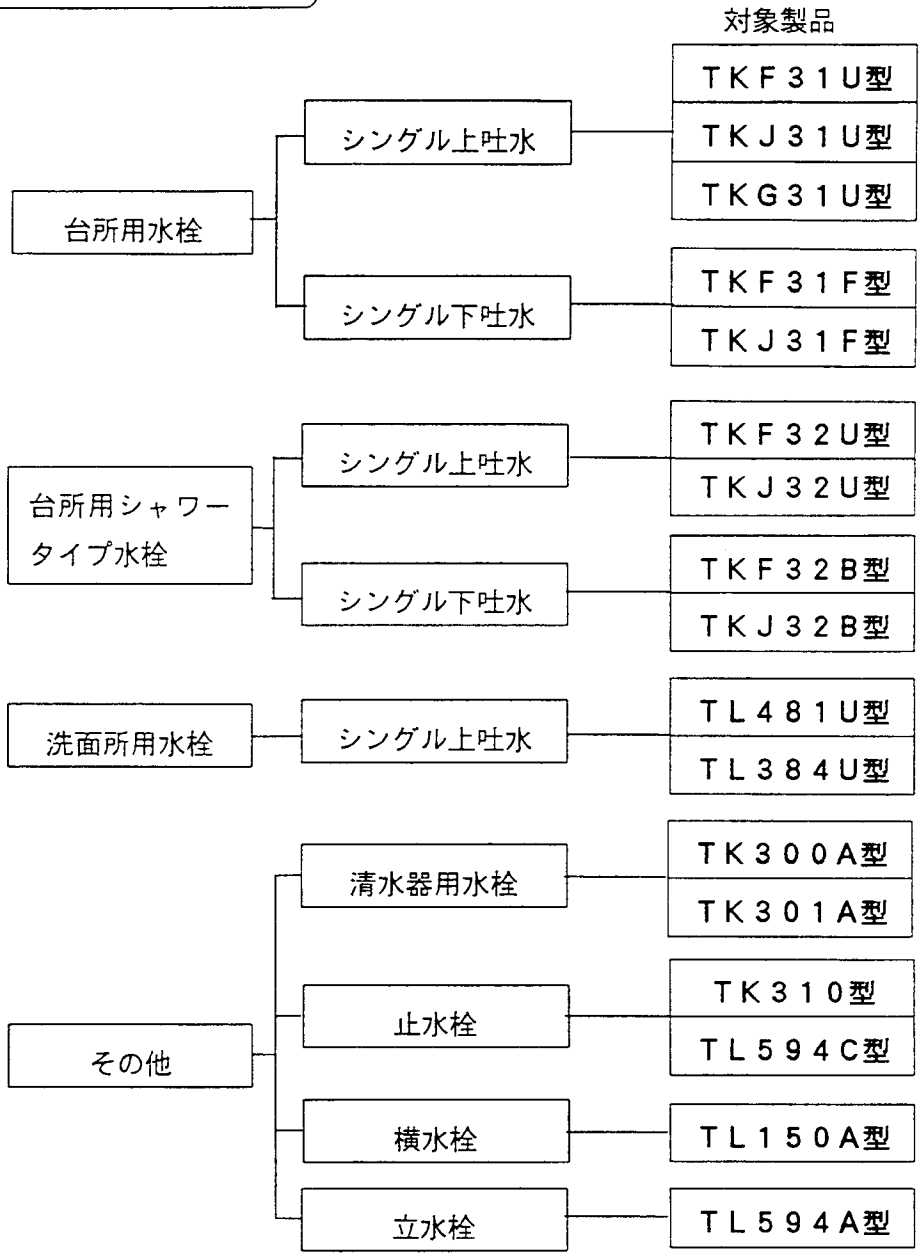 対象製品
TKF31U型
シングル上吐水
TKJ31U型
TKG31U型
台所用水栓
シングル下吐水
TKF31F型
TKJ31F型
シングル上吐水
TKF32U型
TKJ32U型
台所用シャワー
タイプ水栓
シングル下吐水
TKF32B型
TKJ32B型
洗面所用水栓
シングル上吐水
TL481U型
TL384U型
清水器用水栓
TK300A型
TK301A型
その他
止水栓
TK310型
TL594C型
横水栓
TL150A型
立水栓
TL594A型